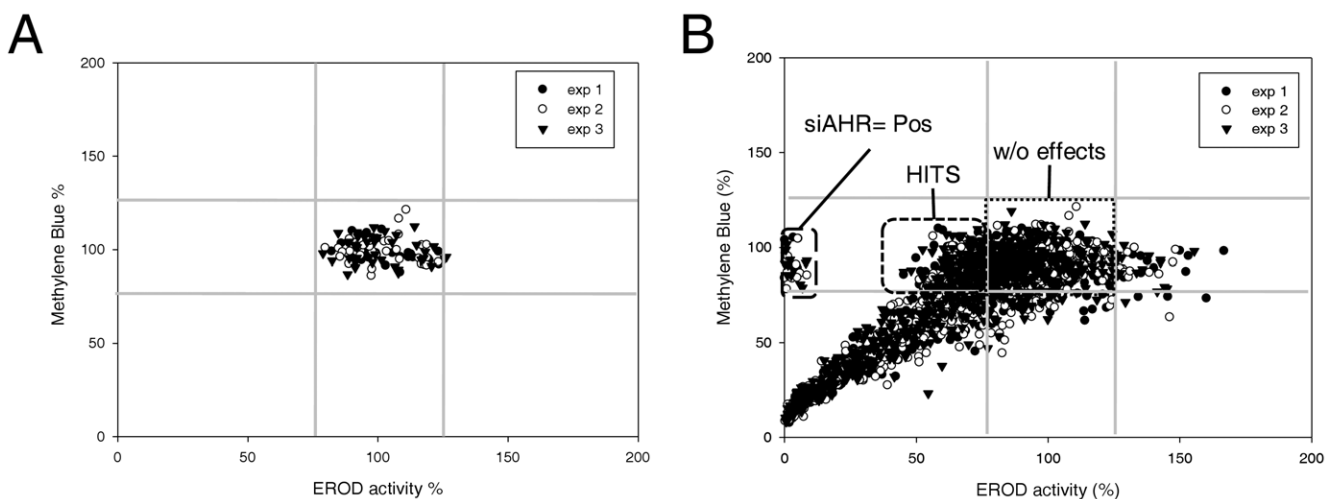 A
200
150
100
50
0
Methylene Blue %
0 50 100 150 200
EROD activity %
exp 1
exp 2
exp 3
B
200
150
100
50
0
Methylene Blue (%)
0 50 100 150 200
EROD activity (%)
exp 1
exp 2
exp 3
siAHR= Pos
HITS
w/o effects